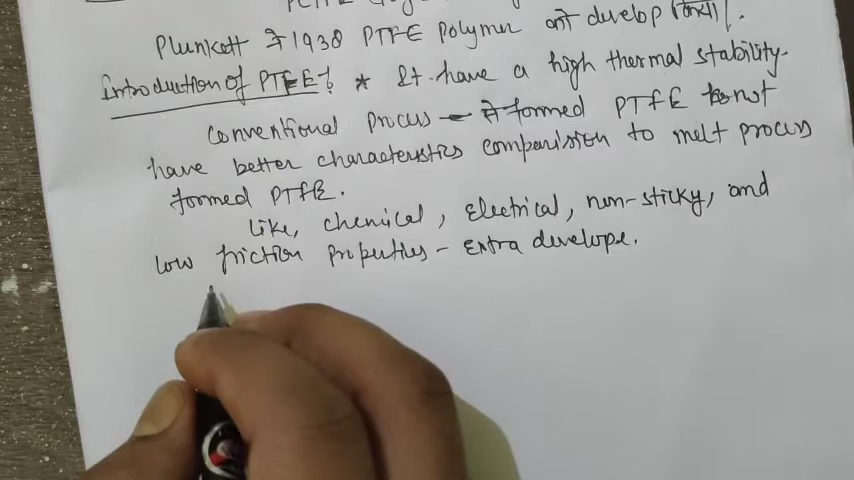 Plunkett ने 1938 PTFE Polymer को develop किया।
Introduction of PTFE? * It have a high thermal stability.
Conventional Process formed PTFE not
have better characteristics comparision to melt process
formed PTFE.
Like, chemical, Electrical, non-sticky, and
low friction Properties - Extra develope.